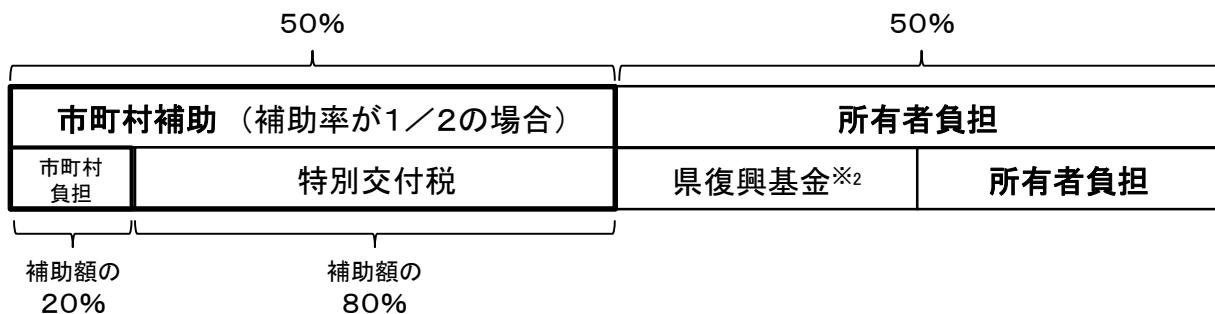 50%
50%
市町村補助（補助率が1／2の場合）
所有者負担
市町村
負担
特別交付税
県復興基金※2
所有者負担
補助額の
20%
補助額の
80%